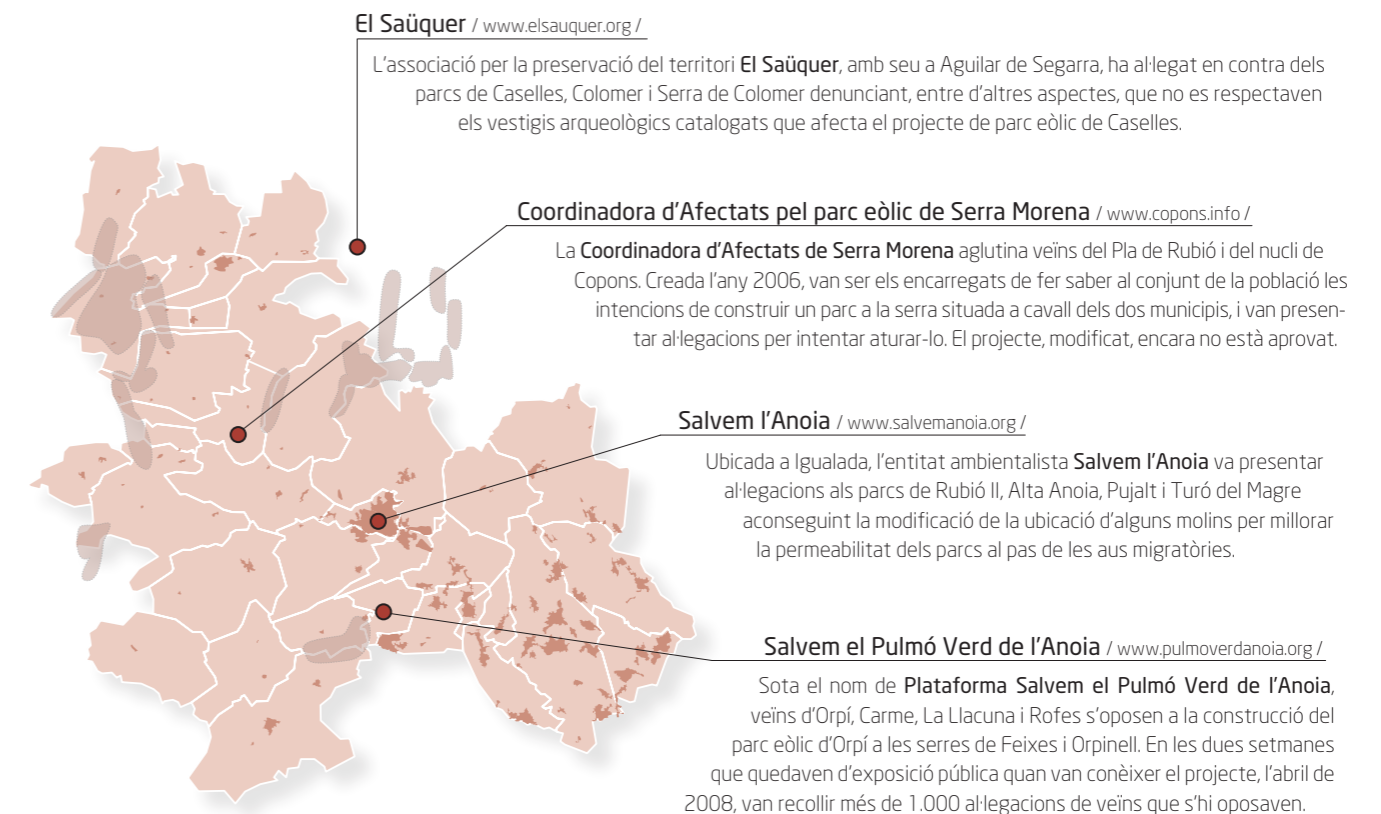 El Saüquer / www.elsauquer.org /
L'associació per la preservació del territori El Saüquer, amb seu a Aguilar de Segarra, ha al·legat en contra dels
parcs de Caselles, Colomer i Serra de Colomer denunciant, entre d'altres aspectes, que no es respectaven
els vestigis arqueològics catalogats que afecta el projecte de parc eòlic de Caselles.
Coordinadora d'Afectats pel parc eòlic de Serra Morena / www.copons.info /
La Coordinadora d'Afectats de Serra Morena aglutina veïns del Pla de Rubió i del nucli de
Copons. Creada l'any 2006, van ser els encarregats de fer saber al conjunt de la població les
intencions de construir un parc a la serra situada a cavall dels dos municipis, i van presen-
tar al·legacions per intentar aturar-lo. El projecte, modificat, encara no està aprovat.
Salvem l'Anoia / www.salvemanoia.org /
Ubicada a Igualada, l'entitat ambientalista Salvem l'Anoia va presentar
al·legacions als parcs de Rubió II, Alta Anoia, Pujalt i Turó del Magre
aconseguint la modificació de la ubicació d'alguns molins per millorar
la permeabilitat dels parcs al pas de les aus migratòries.
Salvem el Pulmó Verd de l'Anoia / www.pulmoverdanoia.org /
Sota el nom de Plataforma Salvem el Pulmó Verd de l'Anoia,
veïns d'Orpí, Carme, La Llacuna i Rofes s'oposen a la construcció del
parc eòlic d'Orpí a les serres de Feixes i Orpinell. En les dues setmanes
que quedaven d'exposició pública quan van conèixer el projecte, l'abril de
2008, van recollir més de 1.000 al·legacions de veïns que s'hi oposaven.